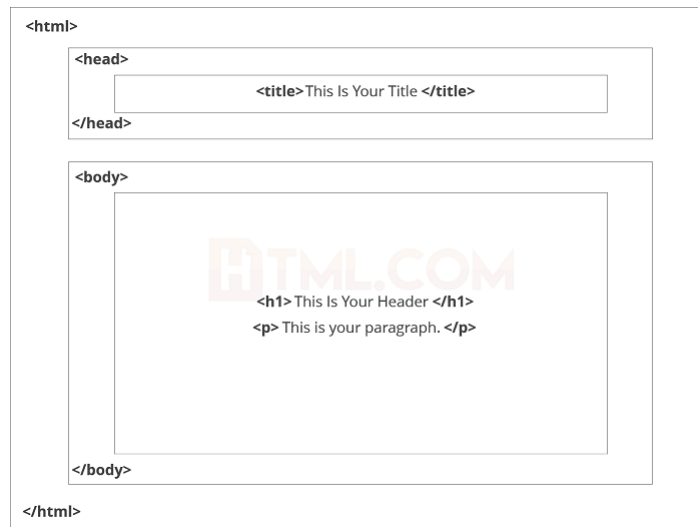 <html>
<head>
<title>This Is Your Title </title>
</head>
<body>
HTML.COM
<h1> This Is Your Header </h1>
<p> This is your paragraph. </p>
</body>
</html>